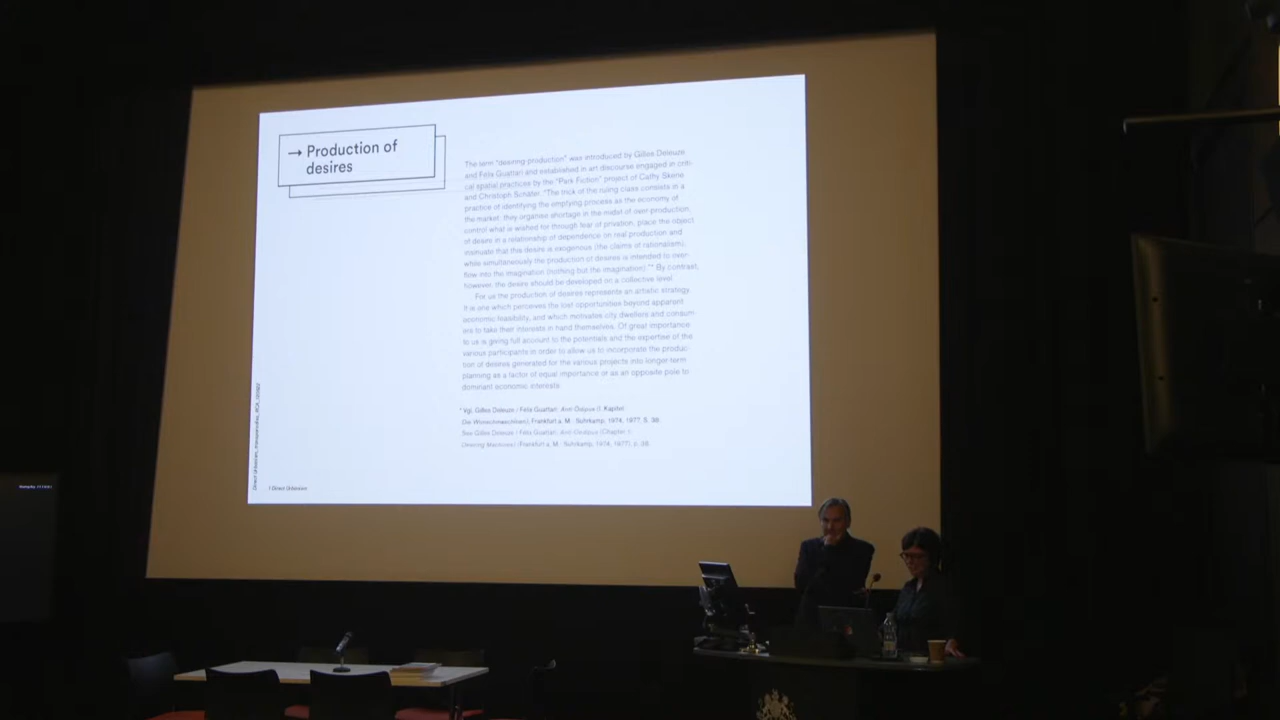 → Production of
desires
The term "desiring-production" was introduced by Gilles Deleuze
and Félix Guattari and established in art discourse engaged in criti-
cal spatial practices by the "Park Fiction" project of Cathy Skene
and Christoph Schäfer. "The trick of the ruling class consists in a
practice of identifying the emptying process as the economy of
the market: they organise shortage in the midst of over-production,
control what is wished for through fear of privation, place the object
of desire in a relationship of dependence on real production and
insinuate that this desire is exogenous (the claims of rationalism),
while simultaneously the production of desires is intended to over-
flow into the imagination (nothing but the imagination)."* By contrast,
however, the desire should be developed on a collective level.
For us the production of desires represents an artistic strategy.
It is one which perceives the lost opportunities beyond apparent
economic feasibility, and which motivates city dwellers and consum-
ers to take their interests in hand themselves. Of great importance
to us is giving full account to the potentials and the expertise of the
various participants in order to allow us to incorporate the produc-
tion of desires generated for the various projects into longer-term
planning as a factor of equal importance or as an opposite pole to
dominant economic interests.
* Vgl. Gilles Deleuze / Félix Guattari: Anti-Ödipus (I. Kapitel:
Die Wunschmaschinen), Frankfurt a. M.: Suhrkamp, 1974, 1977, S. 38.
See Gilles Deleuze / Félix Guattari: Anti-Oedipus (Chapter I:
Desiring Machines) (Frankfurt a. M.: Suhrkamp, 1974, 1977), p. 38.
Direct Urbanism